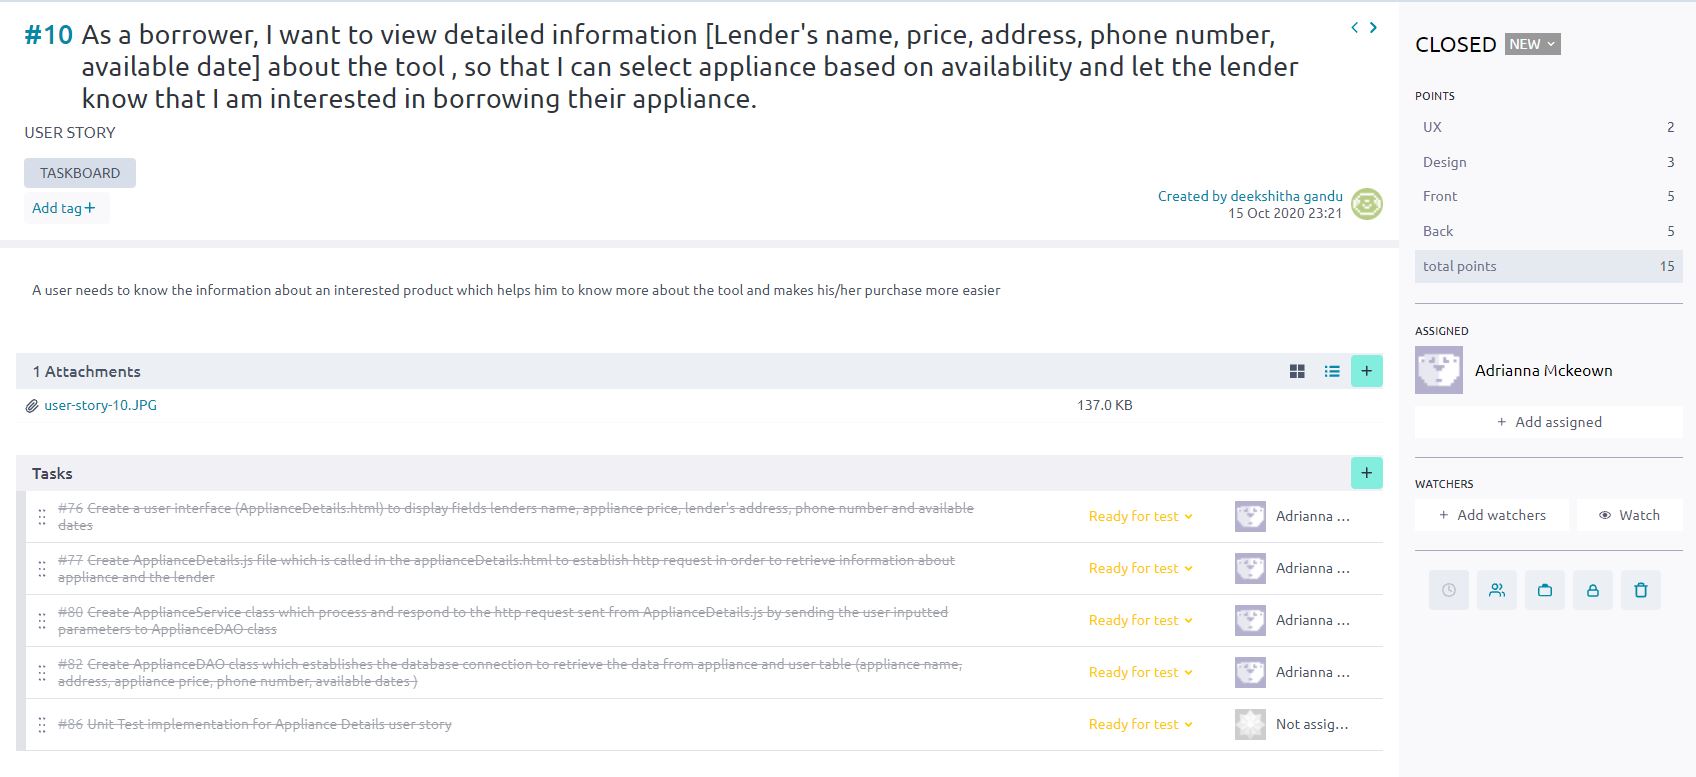 #10 As a borrower, I want to view detailed information [Lender's name, price, address, phone number,
available date] about the tool , so that I can select appliance based on availability and let the lender
know that I am interested in borrowing their appliance.
USER STORY
TASKBOARD
Add tag+
Created by deekshitha gandu
15 Oct 2020 23:21
A user needs to know the information about an interested product which helps him to know more about the tool and makes his/her purchase more easier
1 Attachments
+
user-story-10.JPG 137.0 KB
Tasks
+
#76 Create a user interface (ApplianceDetails.html) to display fields lenders name, appliance price, lender's address, phone number and available
dates
Ready for test Adrianna ...
#77 Create ApplianceDetails.js file which is called in the applianceDetails.html to establish http request in order to retrieve information about
appliance and the lender
Ready for test Adrianna ...
#80 Create ApplianceService class which process and respond to the http request sent from ApplianceDetails.js by sending the user inputted
parameters to ApplianceDAO class
Ready for test Adrianna ...
#82 Create ApplianceDAO class which establishes the database connection to retrieve the data from appliance and user table (appliance name,
address, appliance price, phone number, available dates )
Ready for test Adrianna ...
#86 Unit Test implementation for Appliance Details user story
Ready for test Not assig...
CLOSED NEW
POINTS
UX 2
Design 3
Front 5
Back 5
total points 15
ASSIGNED
Adrianna Mckeown
+ Add assigned
WATCHERS
+ Add watchers
Watch